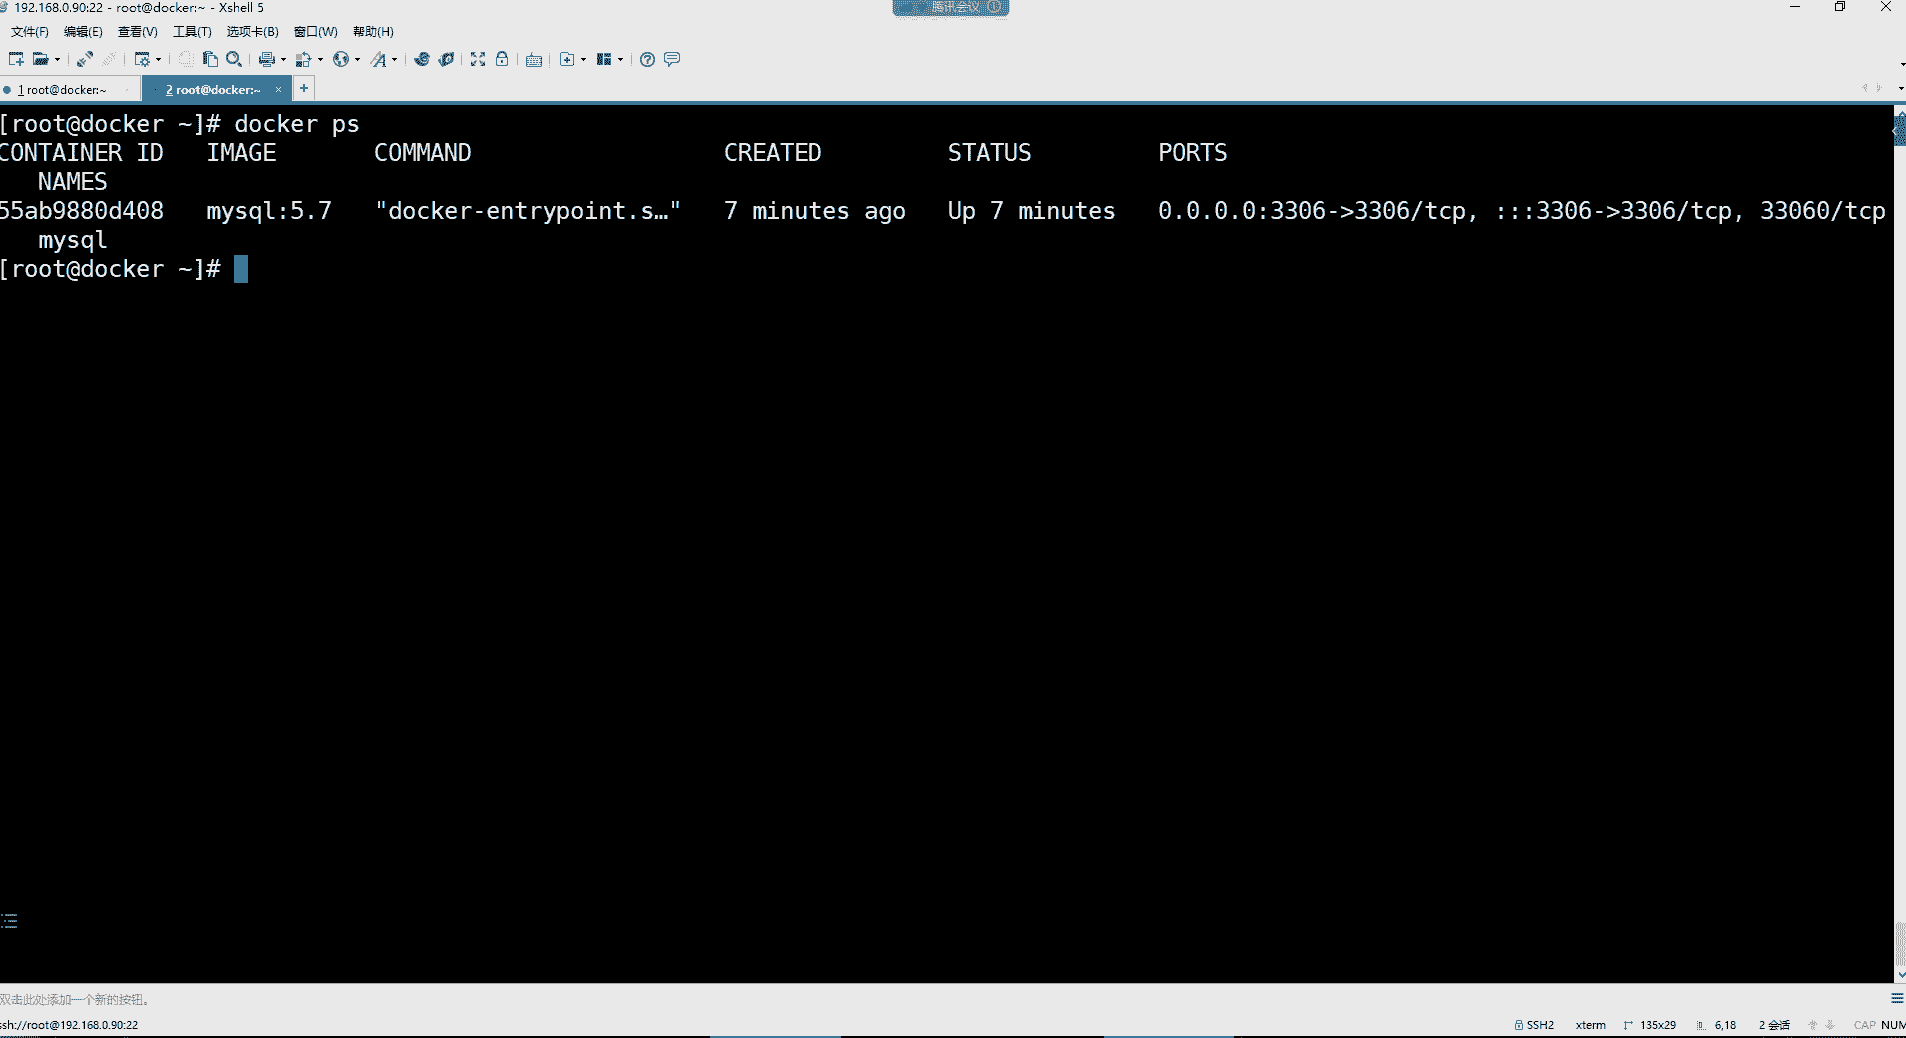 192.168.0.90:22 - root@docker:~ - Xshell 5
腾讯会议
文件(F) 编辑(E) 查看(V) 工具(T) 选项卡(B) 窗口(W) 帮助(H)
1 root@docker:~ 2 root@docker:~ × +
[root@docker ~]# docker ps
CONTAINER ID IMAGE COMMAND CREATED STATUS PORTS
NAMES
55ab9880d408 mysql:5.7 "docker-entrypoint.s…" 7 minutes ago Up 7 minutes 0.0.0.0:3306->3306/tcp, :::3306->3306/tcp, 33060/tcp
mysql
[root@docker ~]#
双击此处添加一个新的按钮。
ssh://root@192.168.0.90:22 SSH2 xterm 135x29 6,18 2 会话 CAP NUM